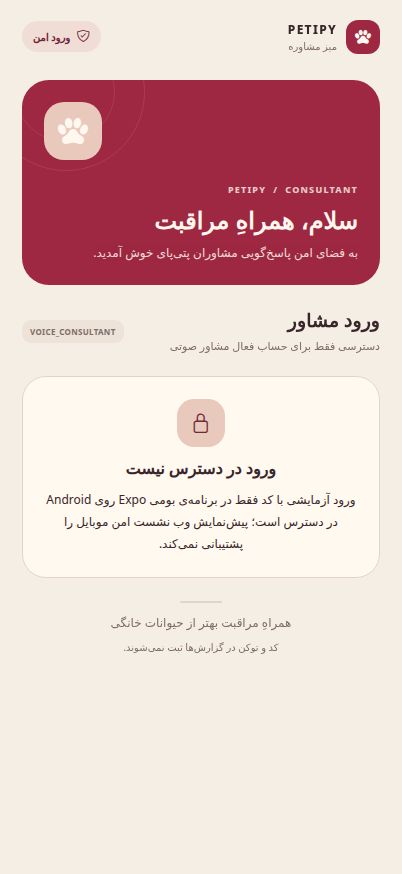 PETIPY
میز مشاوره
ورود امن
PETIPY / CONSULTANT
سلام، همراهِ مراقبت
به فضای امن پاسخ‌گویی مشاوران پتی‌پای خوش آمدید.
ورود مشاور
دسترسی فقط برای حساب فعال مشاور صوتی
VOICE_CONSULTANT
ورود در دسترس نیست
ورود آزمایشی با کد فقط در برنامه‌ی بومی Expo روی Android
در دسترس است؛ پیش‌نمایش وب نشست امن موبایل را
پشتیبانی نمی‌کند.
همراهِ مراقبت بهتر از حیوانات خانگی
کد و توکن در گزارش‌ها ثبت نمی‌شوند.